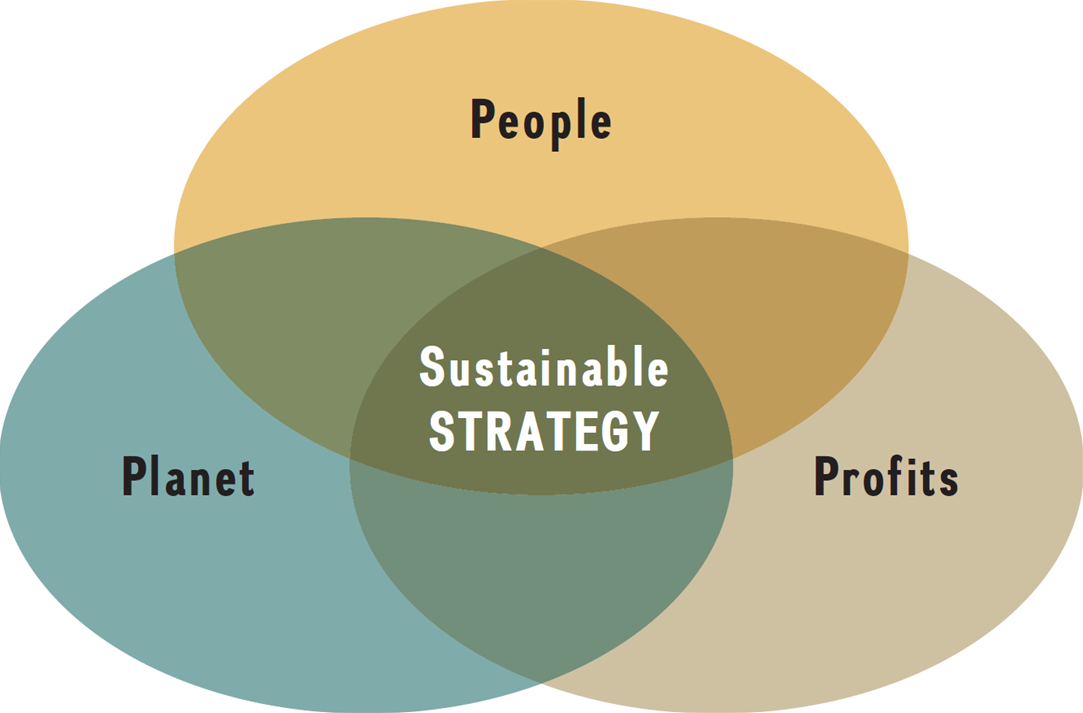 People
Sustainable
STRATEGY
Planet
Profits